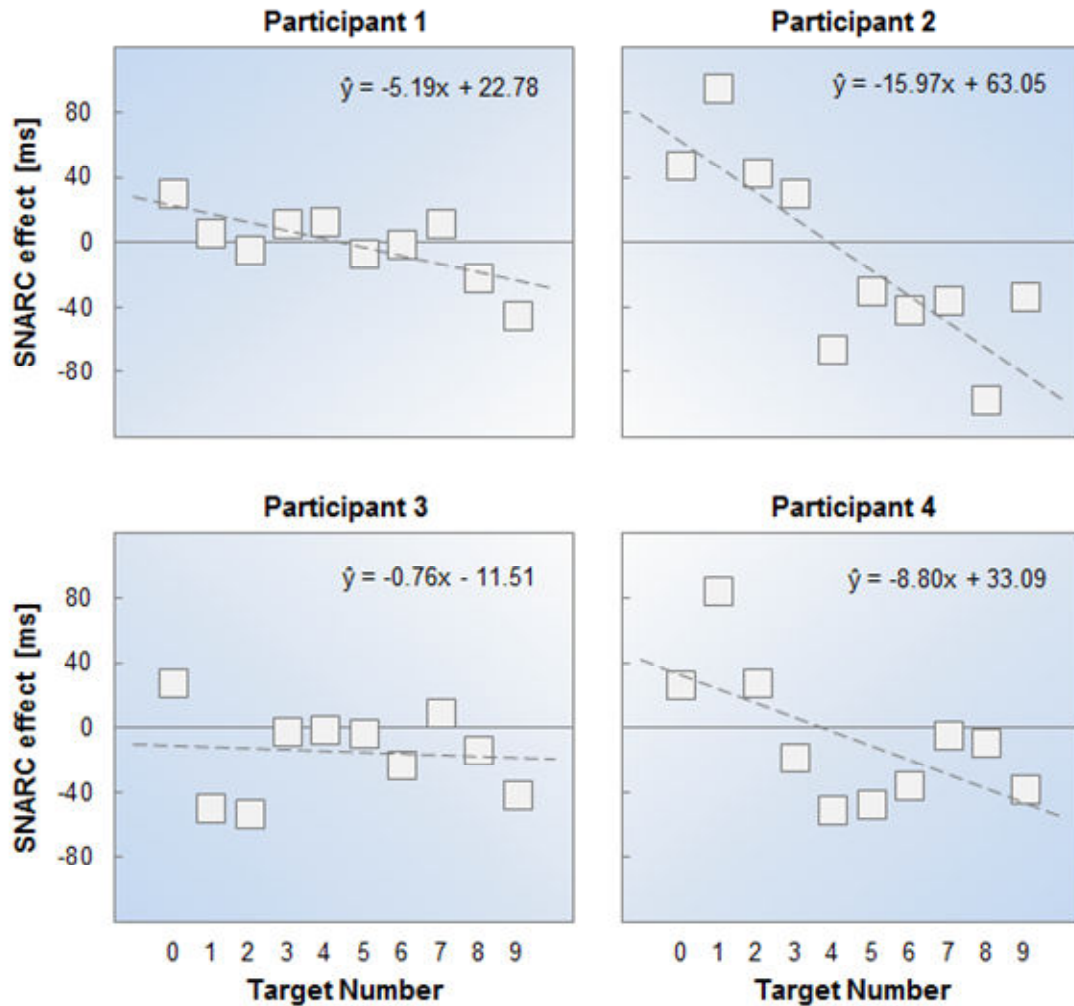 Participant 1
Participant 2
ŷ = -5.19x + 22.78
ŷ = -15.97x + 63.05
SNARC effect [ms]
80
40
0
-40
-80
Participant 3
Participant 4
ŷ = -0.76x - 11.51
ŷ = -8.80x + 33.09
SNARC effect [ms]
80
40
0
-40
-80
0 1 2 3 4 5 6 7 8 9
0 1 2 3 4 5 6 7 8 9
Target Number
Target Number